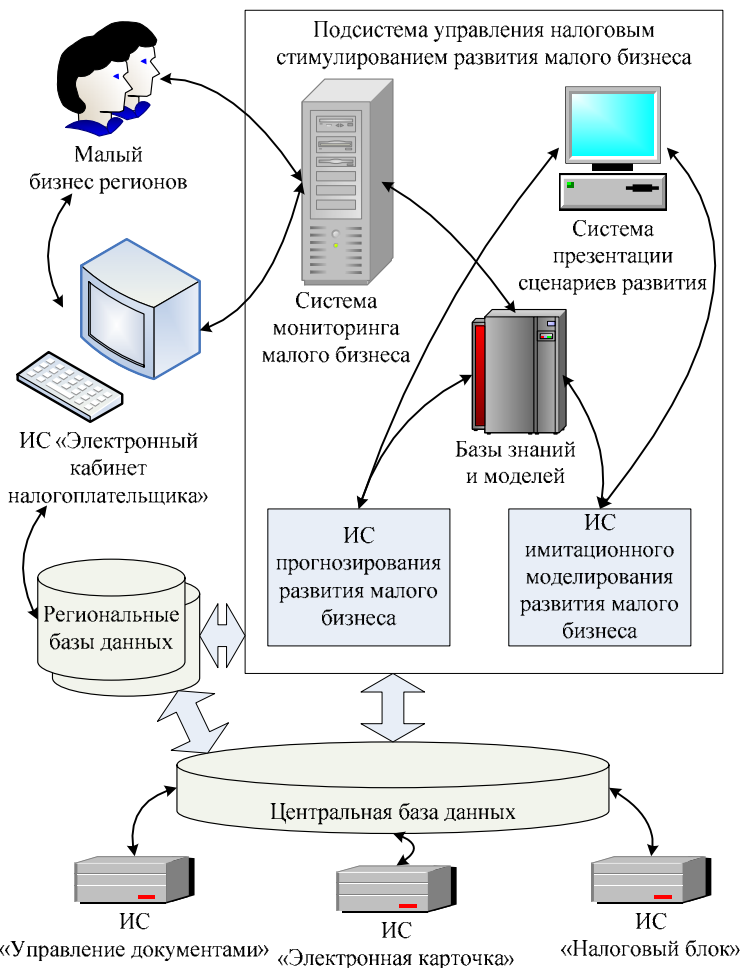 Подсистема управления налоговым
стимулированием развития малого бизнеса
Малый
бизнес регионов
Система
мониторинга
малого бизнеса
Система
презентации
сценариев развития
ИС «Электронный
кабинет
налогоплательщика»
Базы знаний
и моделей
ИС
прогнозирования
развития малого
бизнеса
ИС
имитационного
моделирования
развития малого
бизнеса
Региональные
базы данных
Центральная база данных
ИС
«Управление документами»
ИС
«Электронная карточка»
ИС
«Налоговый блок»